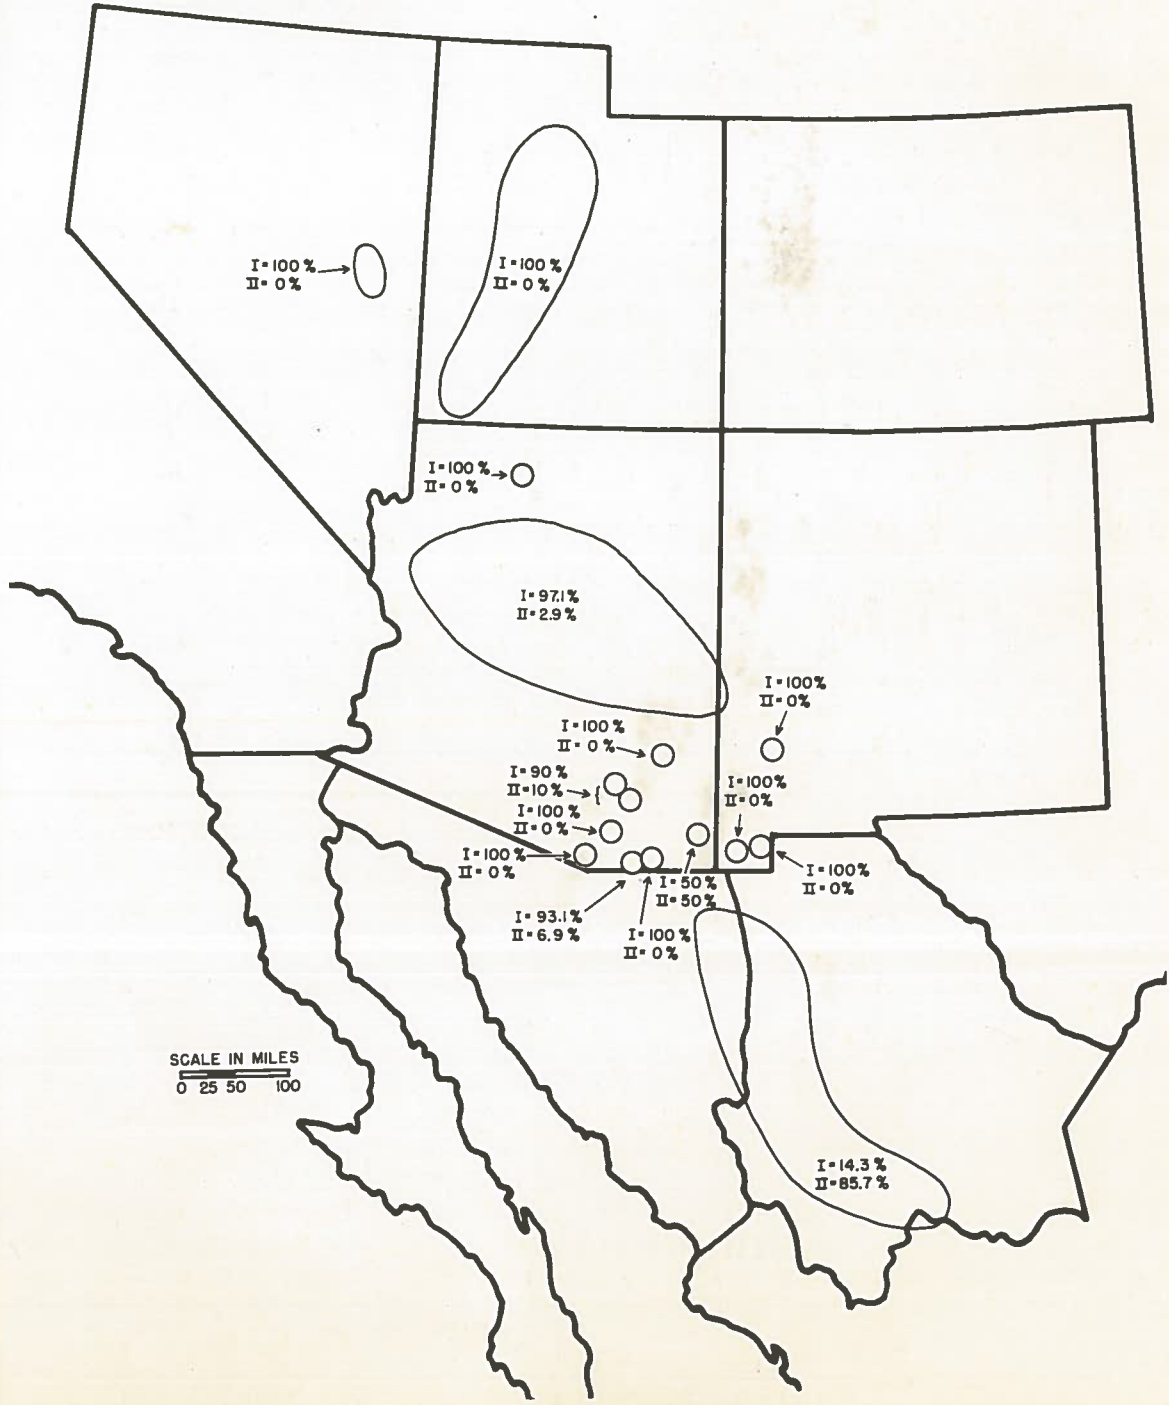 I=100%
II=0%
I=100%
II=0%
I=100%
II=0%
I=97.1%
II=2.9%
I=100%
II=0%
I=100%
II=0%
I=90%
II=10%
I=100%
II=0%
I=100%
II=0%
I=100%
II=0%
I=100%
II=0%
I=50%
II=50%
I=93.1%
II=6.9%
I=100%
II=0%
SCALE IN MILES
0 25 50 100
I=14.3%
II=85.7%